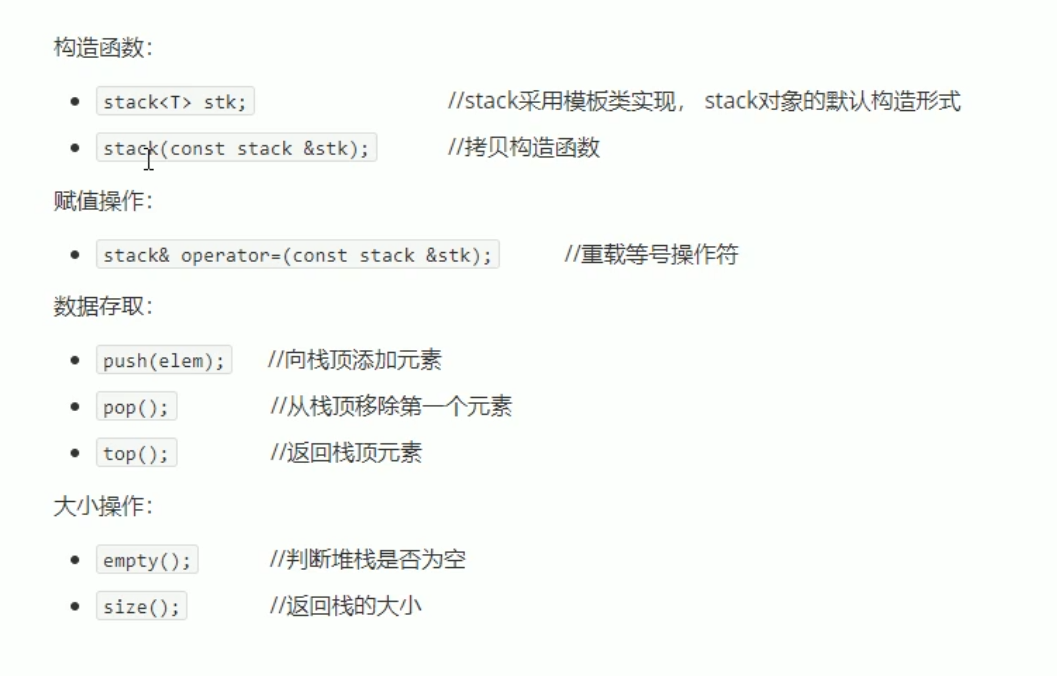 构造函数：
stack<T> stk; //stack采用模板类实现， stack对象的默认构造形式
stack(const stack &stk); //拷贝构造函数
赋值操作：
stack& operator=(const stack &stk); //重载等号操作符
数据存取：
push(elem); //向栈顶添加元素
pop(); //从栈顶移除第一个元素
top(); //返回栈顶元素
大小操作：
empty(); //判断堆栈是否为空
size(); //返回栈的大小